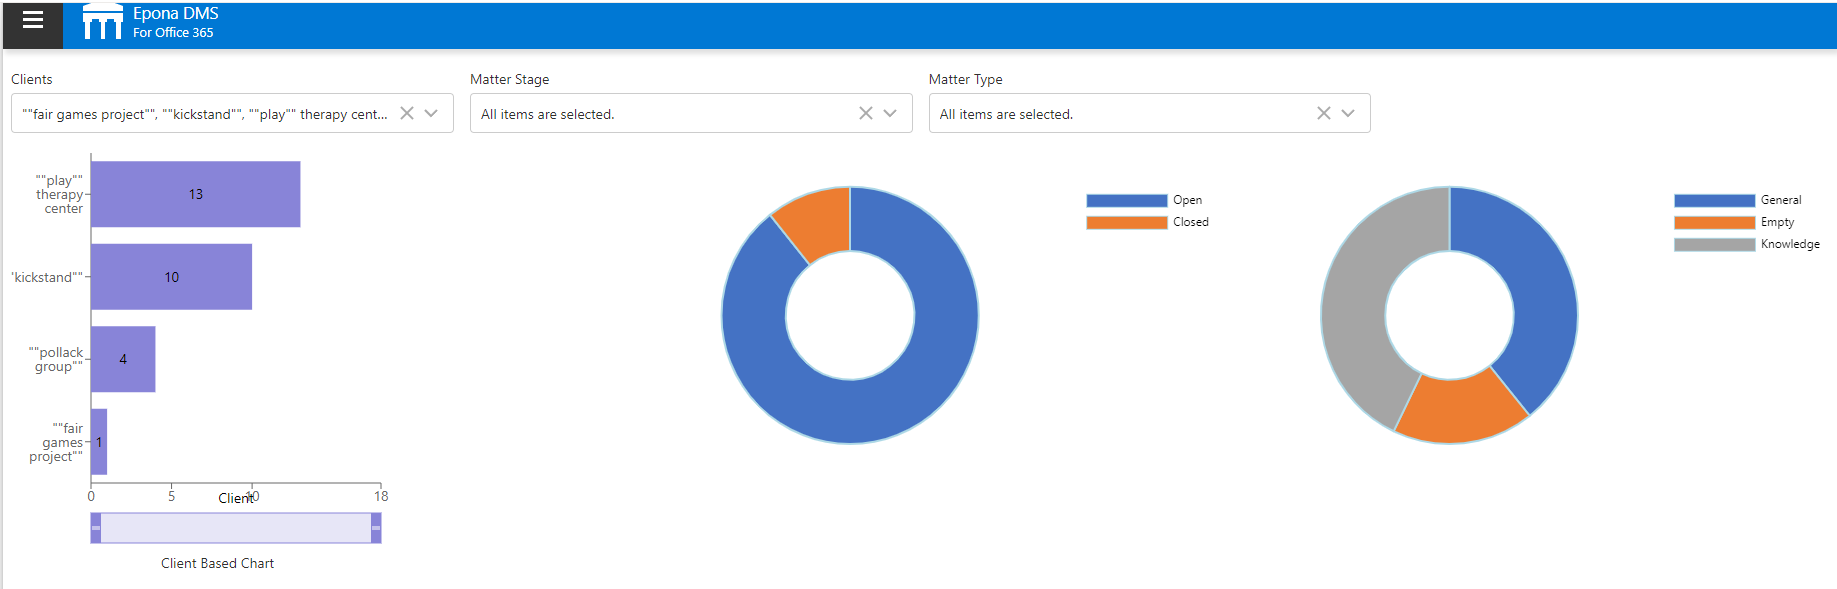 Epona DMS
For Office 365
Clients
Matter Stage
Matter Type
""fair games project"", ""kickstand"", ""play"" therapy cent...
All items are selected.
All items are selected.
""play""
therapy
center
13
'kickstand""
10
""pollack
group""
4
""fair
games
project""
1
0 5 10 18
Client
Client Based Chart
Open
Closed
General
Empty
Knowledge